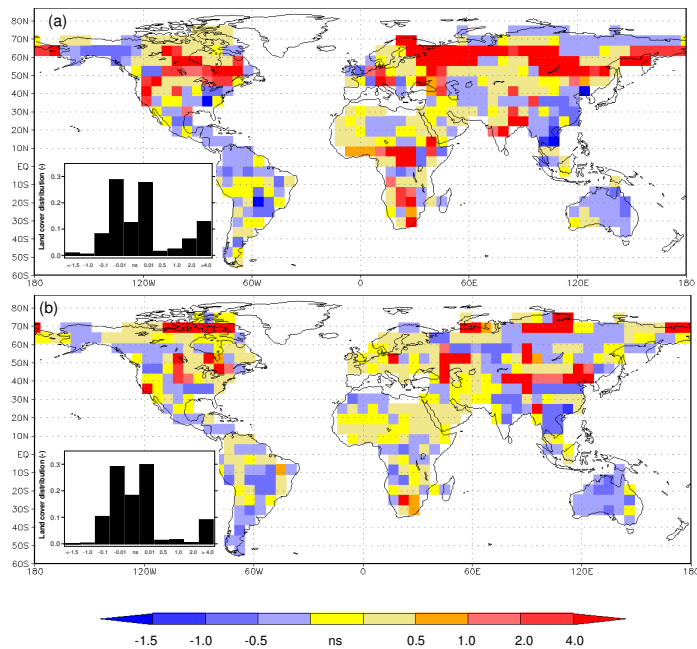 (a)
80N
70N
60N
50N
40N
30N
20N
10N
EQ
10S
20S
30S
40S
50S
60S
Land cover distribution (-)
0.3
0.2
0.1
0.0
<-1.5 -1.0 -0.1 -0.01 ns 0.01 0.5 1.0 2.0 >4.0
180 120W 60W 0 60E 120E 180
(b)
80N
70N
60N
50N
40N
30N
20N
10N
EQ
10S
20S
30S
40S
50S
60S
Land cover distribution (-)
0.3
0.2
0.1
0.0
<-1.5 -1.0 -0.1 -0.01 ns 0.01 0.5 1.0 2.0 >4.0
180 120W 60W 0 60E 120E 180
-1.5 -1.0 -0.5 ns 0.5 1.0 2.0 4.0